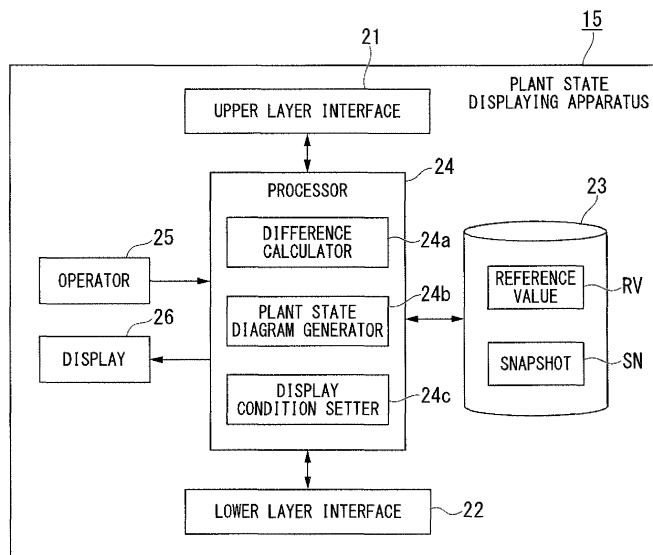 15
21
PLANT STATE
DISPLAYING APPARATUS
UPPER LAYER INTERFACE
24
PROCESSOR
23
25
DIFFERENCE
CALCULATOR
24a
OPERATOR
REFERENCE
VALUE
RV
26
24b
PLANT STATE
DIAGRAM GENERATOR
DISPLAY
SNAPSHOT
SN
DISPLAY
CONDITION SETTER
24c
LOWER LAYER INTERFACE
22